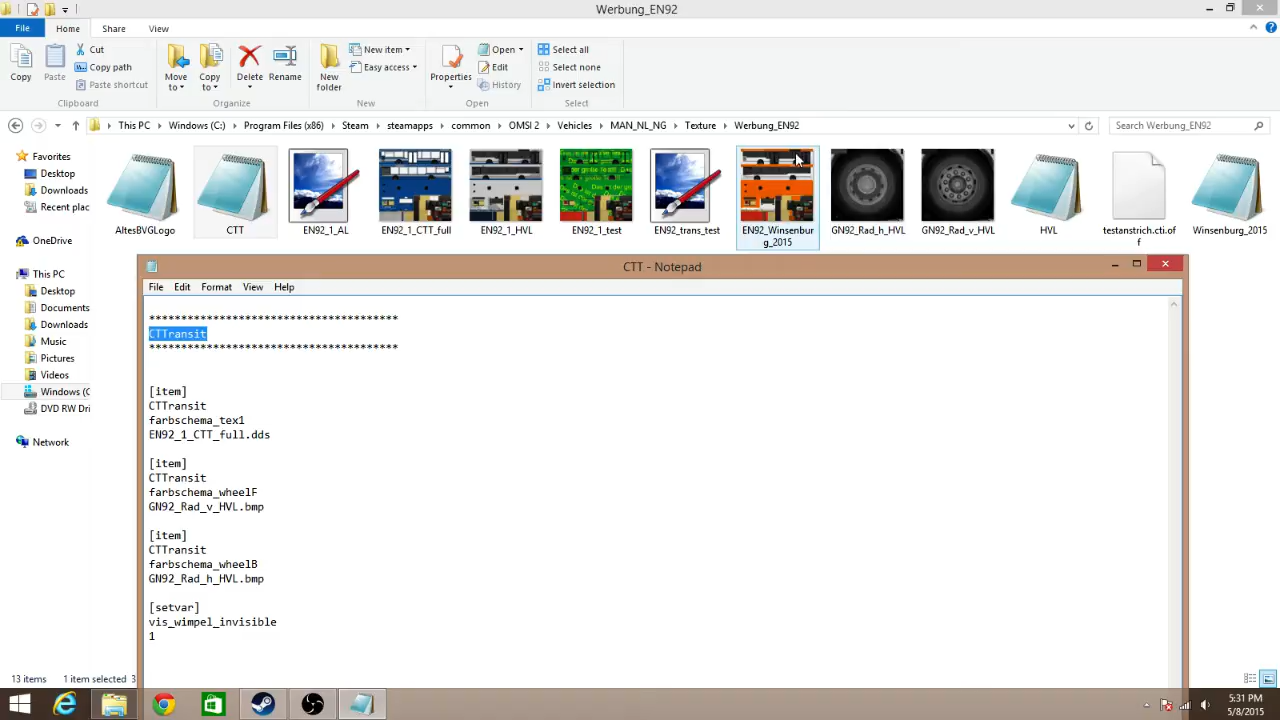 Werbung_EN92
File
Home
Share
View
Copy
Paste
Cut
Copy path
Paste shortcut
Clipboard
Move to
Copy to
Delete
Rename
Organize
New folder
New item
Easy access
New
Properties
Open
Edit
History
Open
Select all
Select none
Invert selection
Select
This PC
Windows (C:)
Program Files (x86)
Steam
steamapps
common
OMSI 2
Vehicles
MAN_NL_NG
Texture
Werbung_EN92
Search Werbung_EN92
Favorites
Desktop
Downloads
Recent plac
OneDrive
This PC
Desktop
Documents
Downloads
Music
Pictures
Videos
Windows (C
DVD RW Dri
Network
AltesBVGLogo
CTT
EN92_1_AL
EN92_1_CTT_full
EN92_1_HVL
EN92_1_test
EN92_trans_test
EN92_Winsenbur
g_2015
GN92_Rad_h_HVL
GN92_Rad_v_HVL
HVL
testanstrich.cti.of
f
Winsenburg_2015
CTT - Notepad
File
Edit
Format
View
Help
***************************************
CTTransit
***************************************
[item]
CTTransit
farbschema_tex1
EN92_1_CTT_full.dds
[item]
CTTransit
farbschema_wheelF
GN92_Rad_v_HVL.bmp
[item]
CTTransit
farbschema_wheelB
GN92_Rad_h_HVL.bmp
[setvar]
vis_wimpel_invisible
1
13 items
1 item selected
3
5:31 PM
5/8/2015